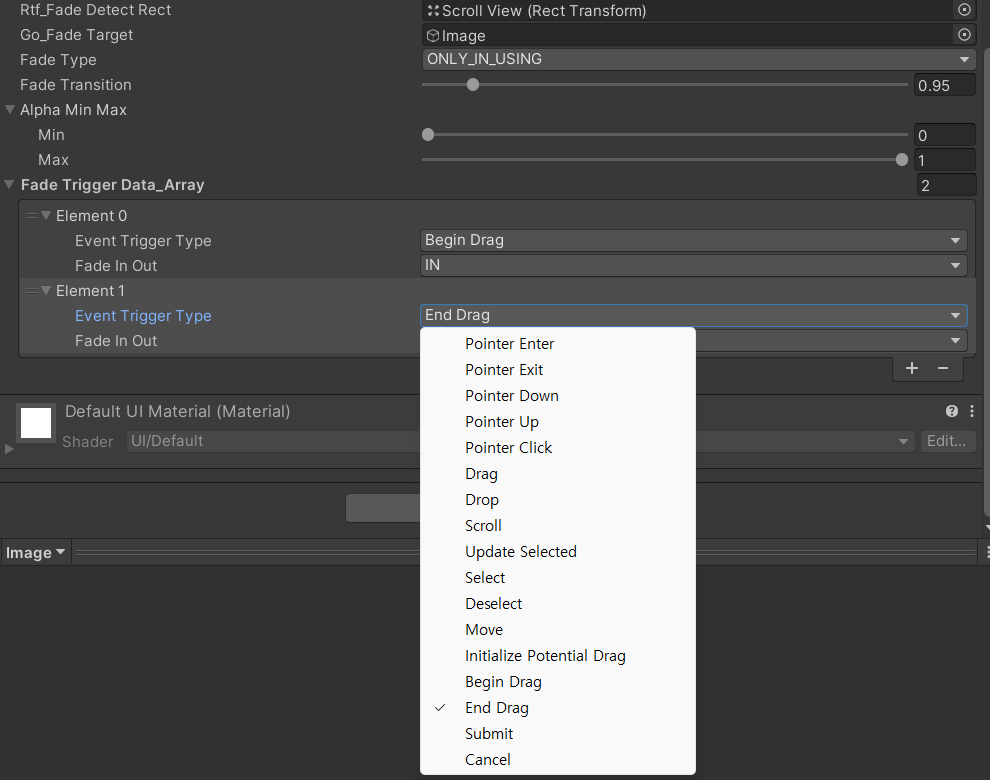 Rtf_Fade Detect Rect Scroll View (Rect Transform)
Go_Fade Target Image
Fade Type ONLY_IN_USING
Fade Transition 0.95
Alpha Min Max
Min 0
Max 1
Fade Trigger Data_Array 2
Element 0
Event Trigger Type Begin Drag
Fade In Out IN
Element 1
Event Trigger Type End Drag
Fade In Out
Pointer Enter
Pointer Exit
Pointer Down
Pointer Up
Pointer Click
Drag
Drop
Scroll
Update Selected
Select
Deselect
Move
Initialize Potential Drag
Begin Drag
End Drag
Submit
Cancel
Default UI Material (Material)
Shader UI/Default Edit...
Image